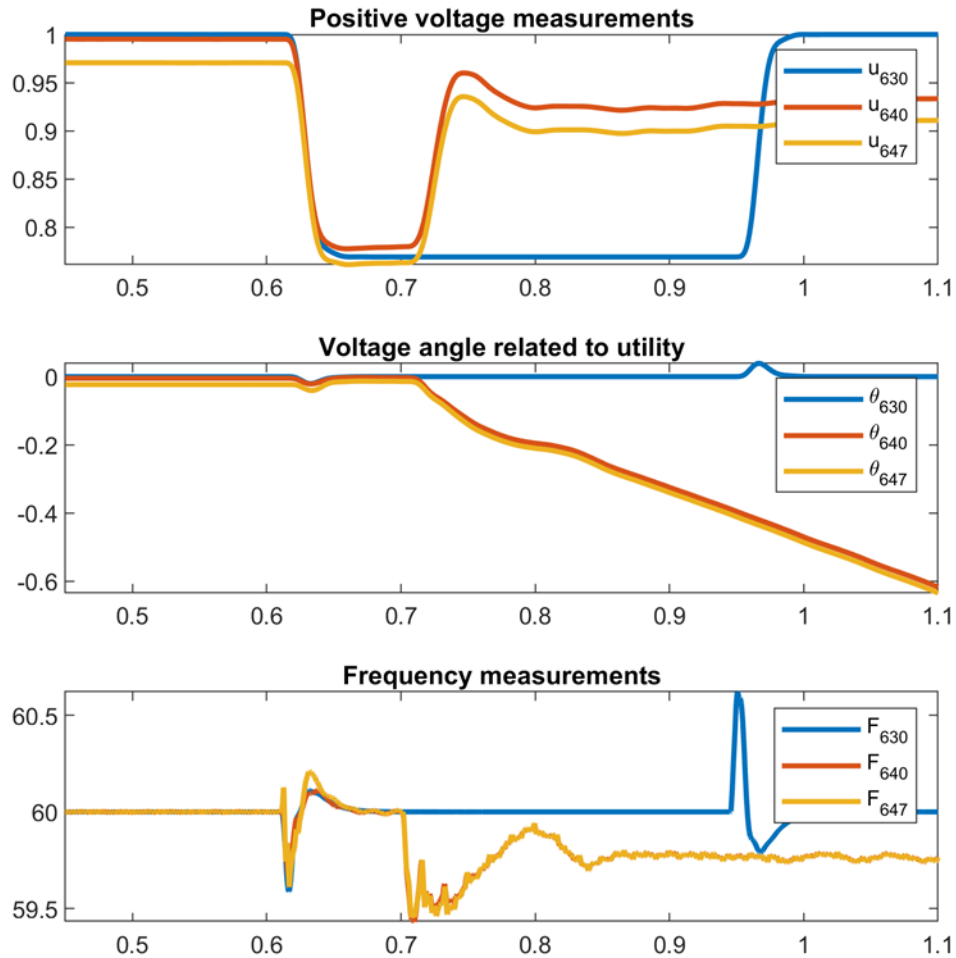 Positive voltage measurements
1
0.95
0.9
0.85
0.8
u630
u640
u647
0.5 0.6 0.7 0.8 0.9 1 1.1
Voltage angle related to utility
0
-0.2
-0.4
-0.6
θ630
θ640
θ647
0.5 0.6 0.7 0.8 0.9 1 1.1
Frequency measurements
60.5
60
59.5
F630
F640
F647
0.5 0.6 0.7 0.8 0.9 1 1.1